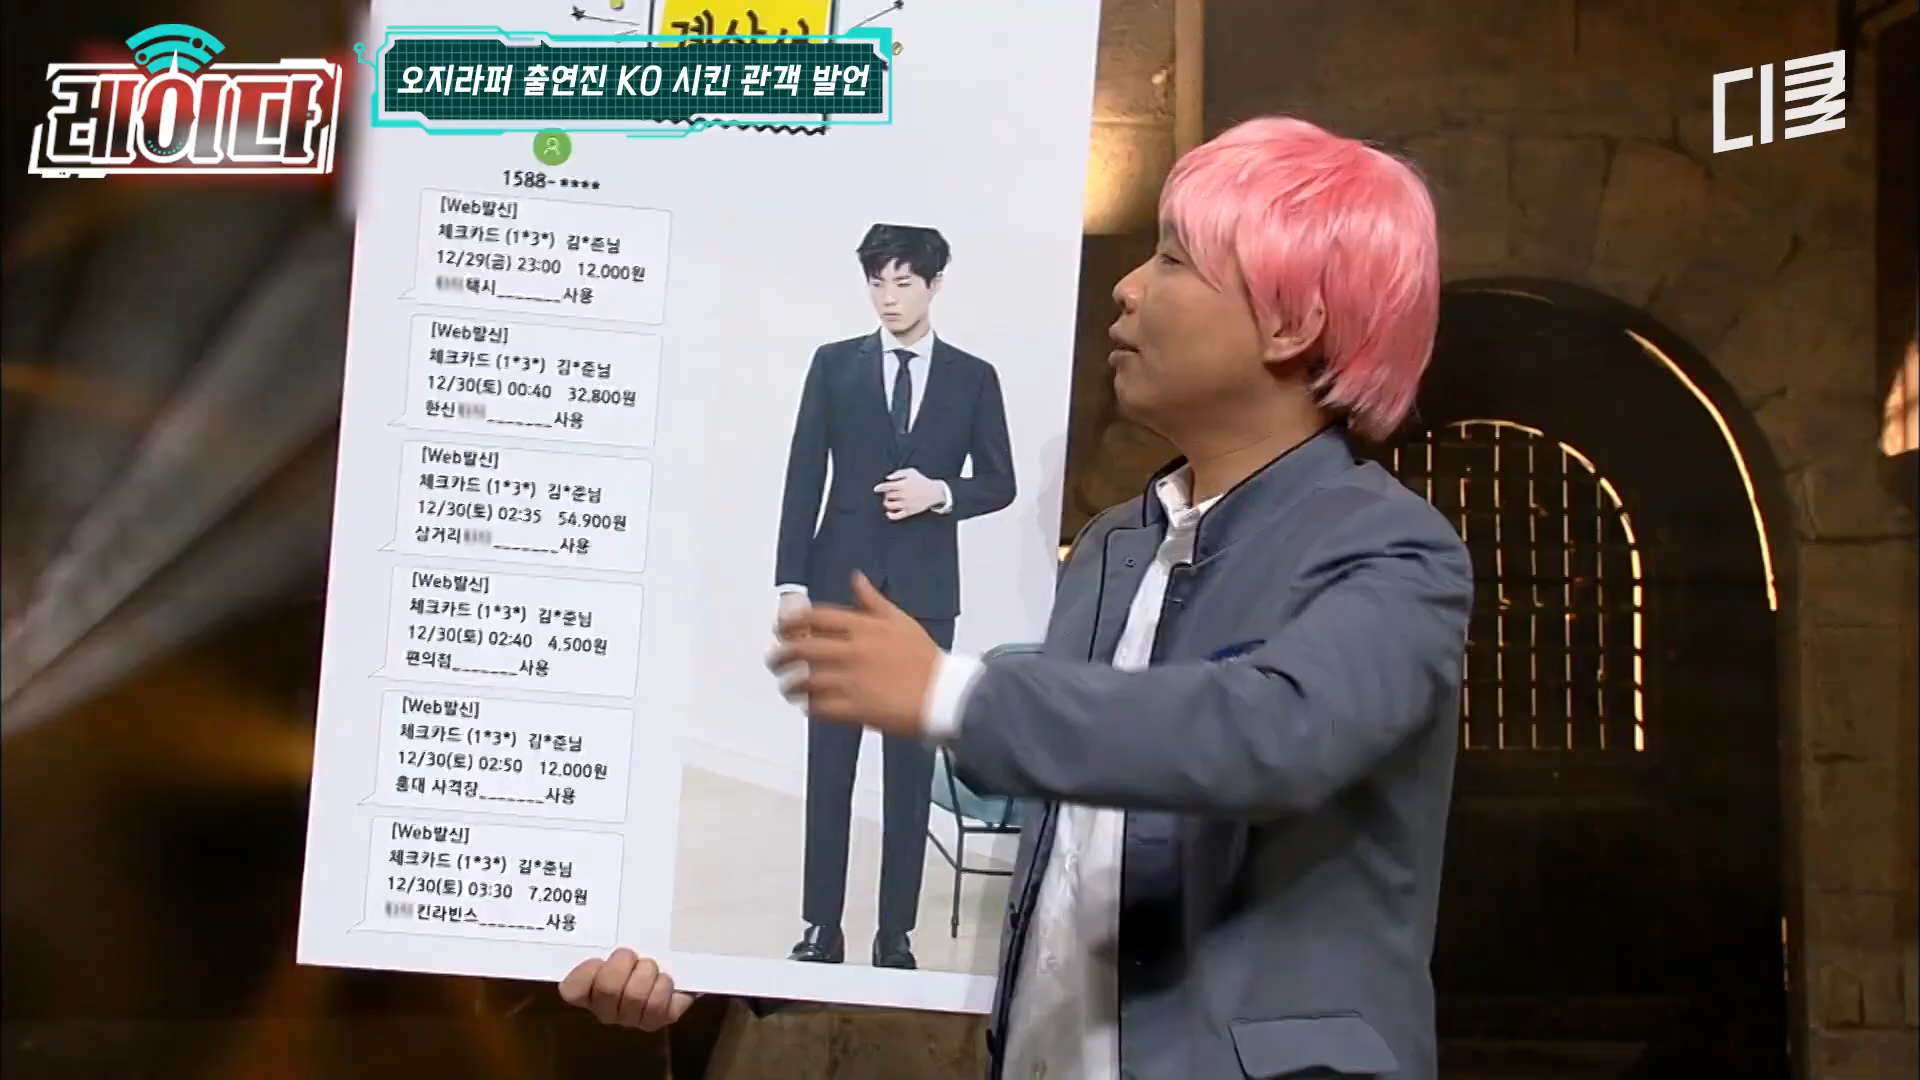 레이다
오지라퍼 출연진 KO 시킨 관객 발언
디클
1588-****
[Web발신]
체크카드 (1*3*) 김*준님
12/29(금) 23:00 12,000원
택시_______사용
[Web발신]
체크카드 (1*3*) 김*준님
12/30(토) 00:40 32,800원
한신_______사용
[Web발신]
체크카드 (1*3*) 김*준님
12/30(토) 02:35 54,900원
삼거리_______사용
[Web발신]
체크카드 (1*3*) 김*준님
12/30(토) 02:40 4,500원
편의점_______사용
[Web발신]
체크카드 (1*3*) 김*준님
12/30(토) 02:50 12,000원
홍대 사격장_______사용
[Web발신]
체크카드 (1*3*) 김*준님
12/30(토) 03:30 7,200원
킨라빈스_______사용